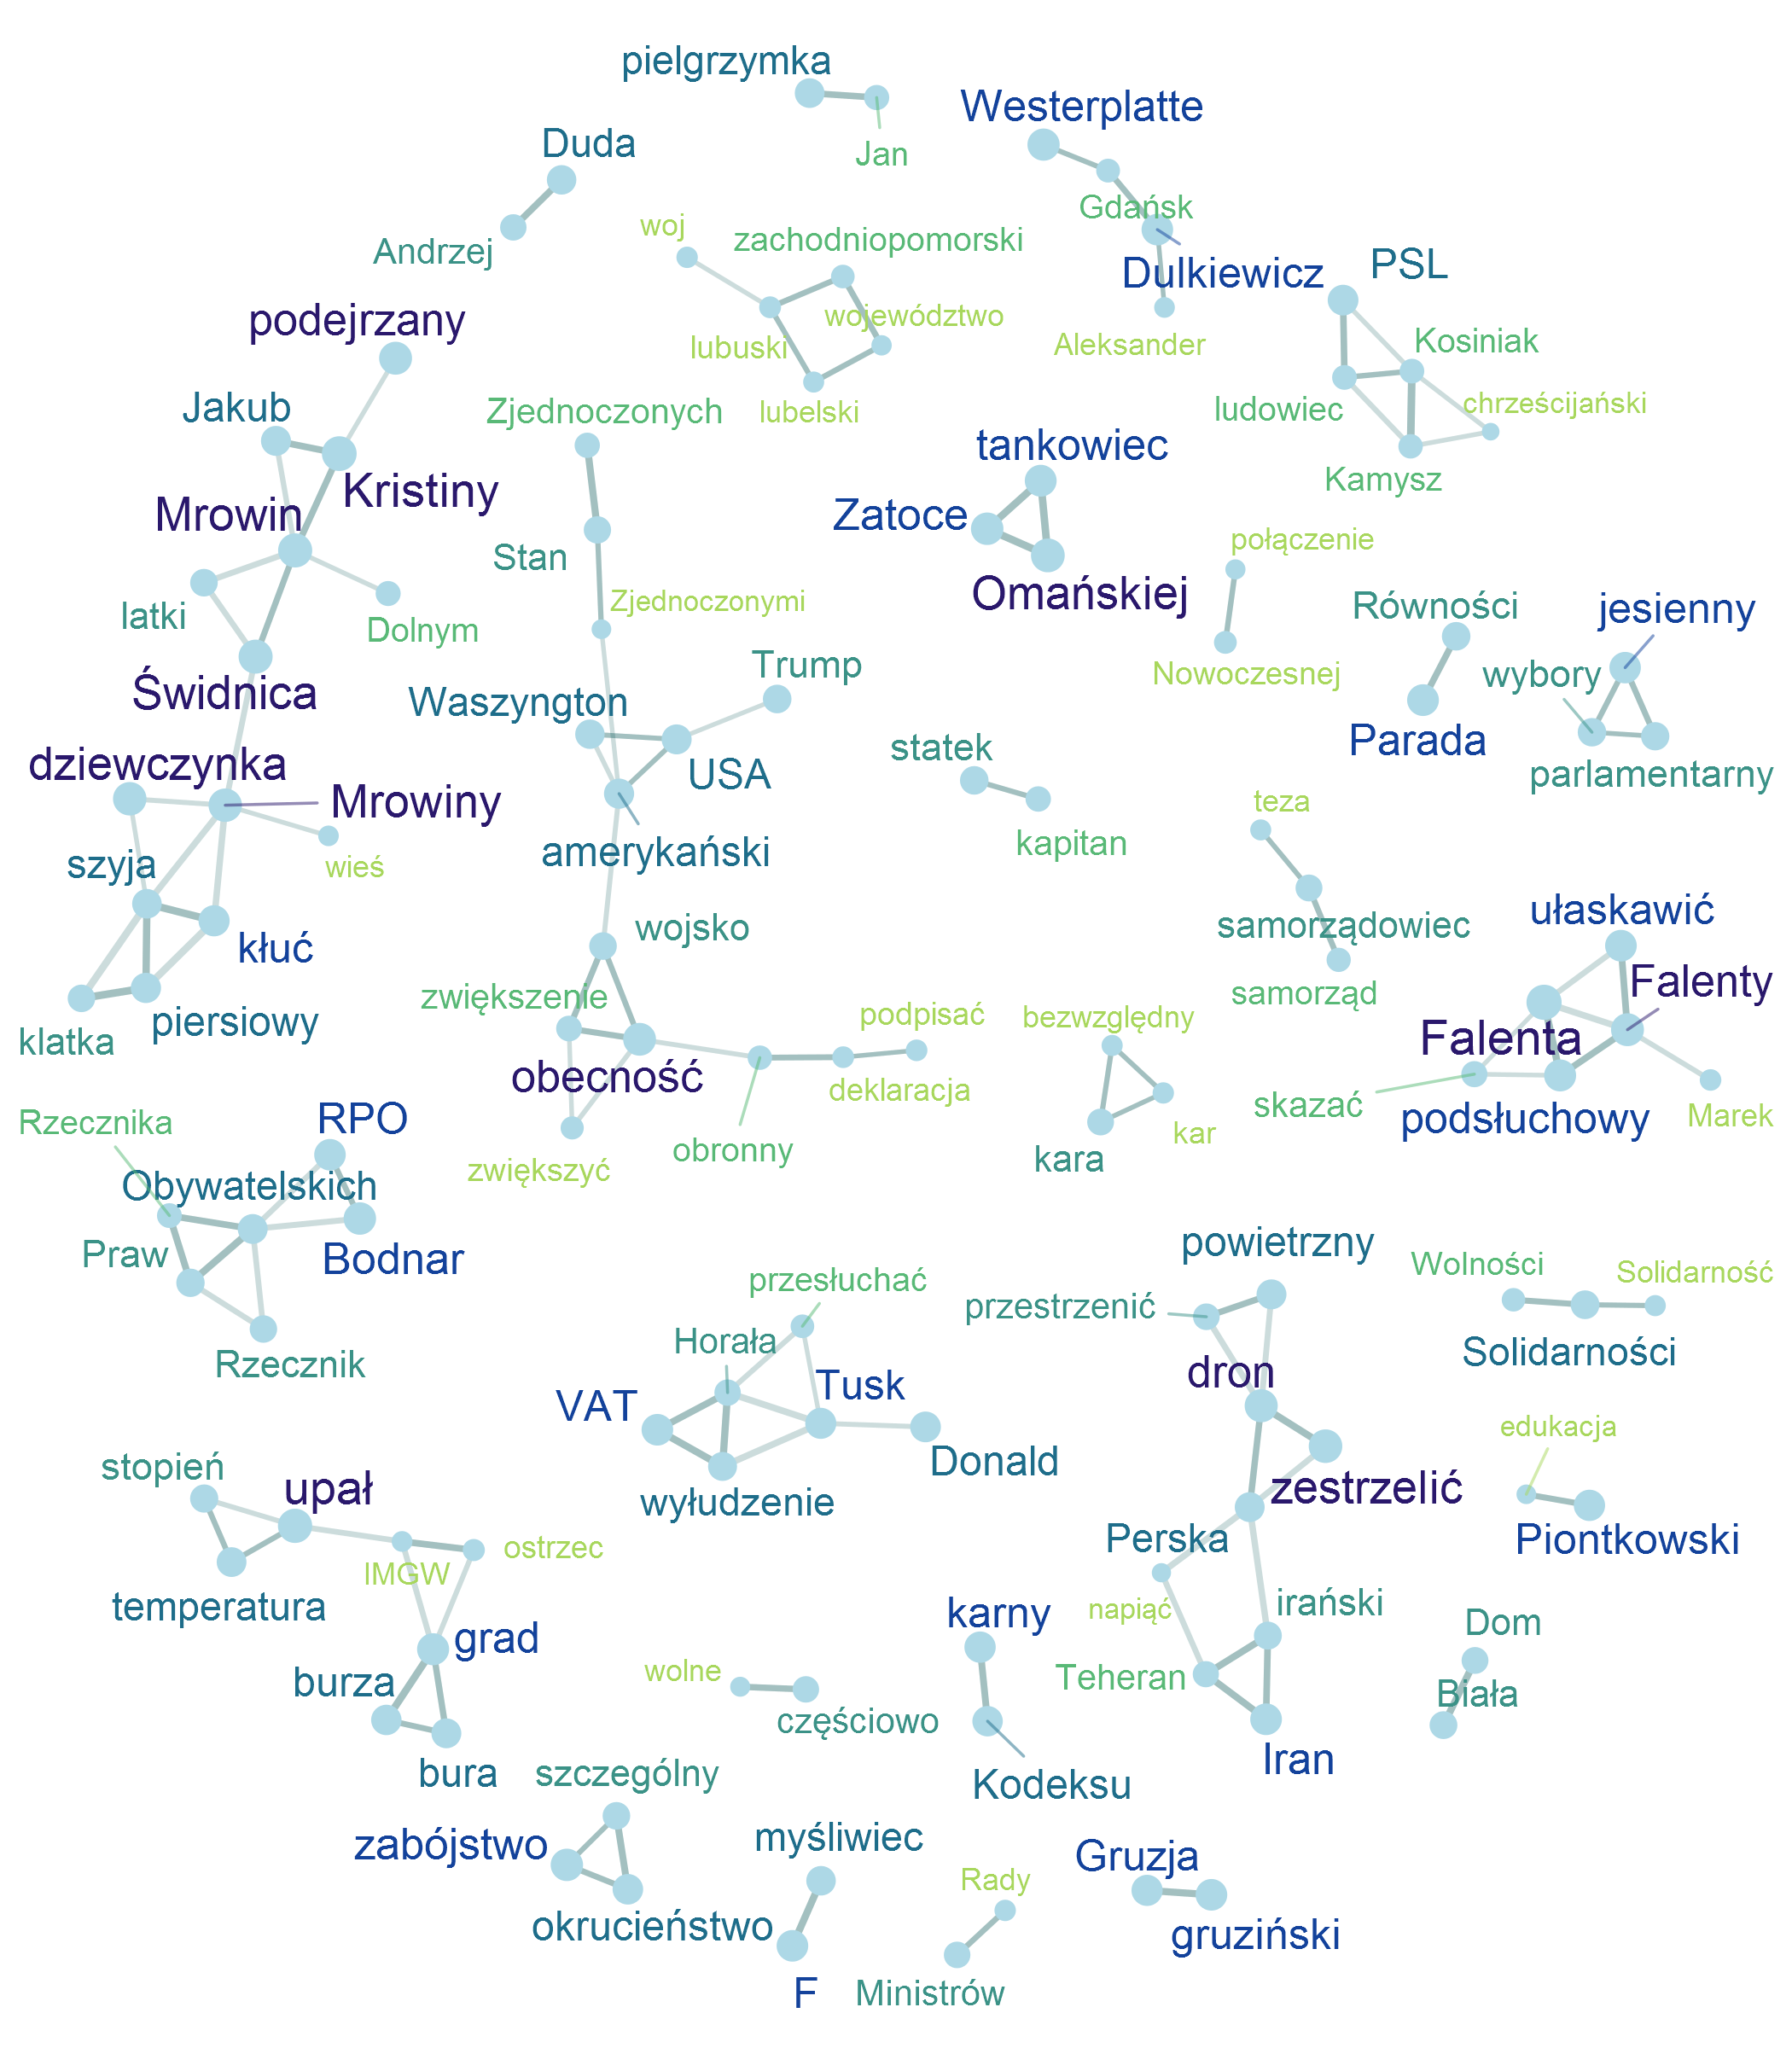 pielgrzymka
Jan
Duda
Andrzej
Westerplatte
Gdańsk
Dulkiewicz
Aleksander
woj
zachodniopomorski
województwo
lubuski
lubelski
PSL
Kosiniak
ludowiec
chrześcijański
Kamysz
podejrzany
Jakub
Kristiny
Mrowin
latki
Dolnym
Świdnica
dziewczynka
Mrowiny
wieś
szyja
kłuć
klatka
piersiowy
Zjednoczonych
Stan
Zjednoczonymi
Trump
Waszyngton
USA
amerykański
wojsko
zwiększenie
obecność
podpisać
deklaracja
obronny
zwiększyć
tankowiec
Zatoce
Omańskiej
połączenie
Nowoczesnej
Równości
Parada
jesienny
wybory
parlamentarny
statek
kapitan
teza
samorządowiec
samorząd
bezwzględny
kar
kara
ułaskawić
Falenty
Falenta
skazać
podsłuchowy
Marek
Rzecznika
RPO
Obywatelskich
Praw
Bodnar
Rzecznik
przesłuchać
Horała
VAT
Tusk
Donald
wyłudzenie
powietrzny
przestrzenić
dron
zestrzelić
Perska
napiąć
irański
Teheran
Iran
Wolności
Solidarność
Solidarności
edukacja
Piontkowski
Dom
Biała
stopień
upał
temperatura
IMGW
ostrzec
grad
burza
bura
wolne
częściowo
karny
Kodeksu
szczególny
zabójstwo
okrucieństwo
myśliwiec
F
Rady
Ministrów
Gruzja
gruziński